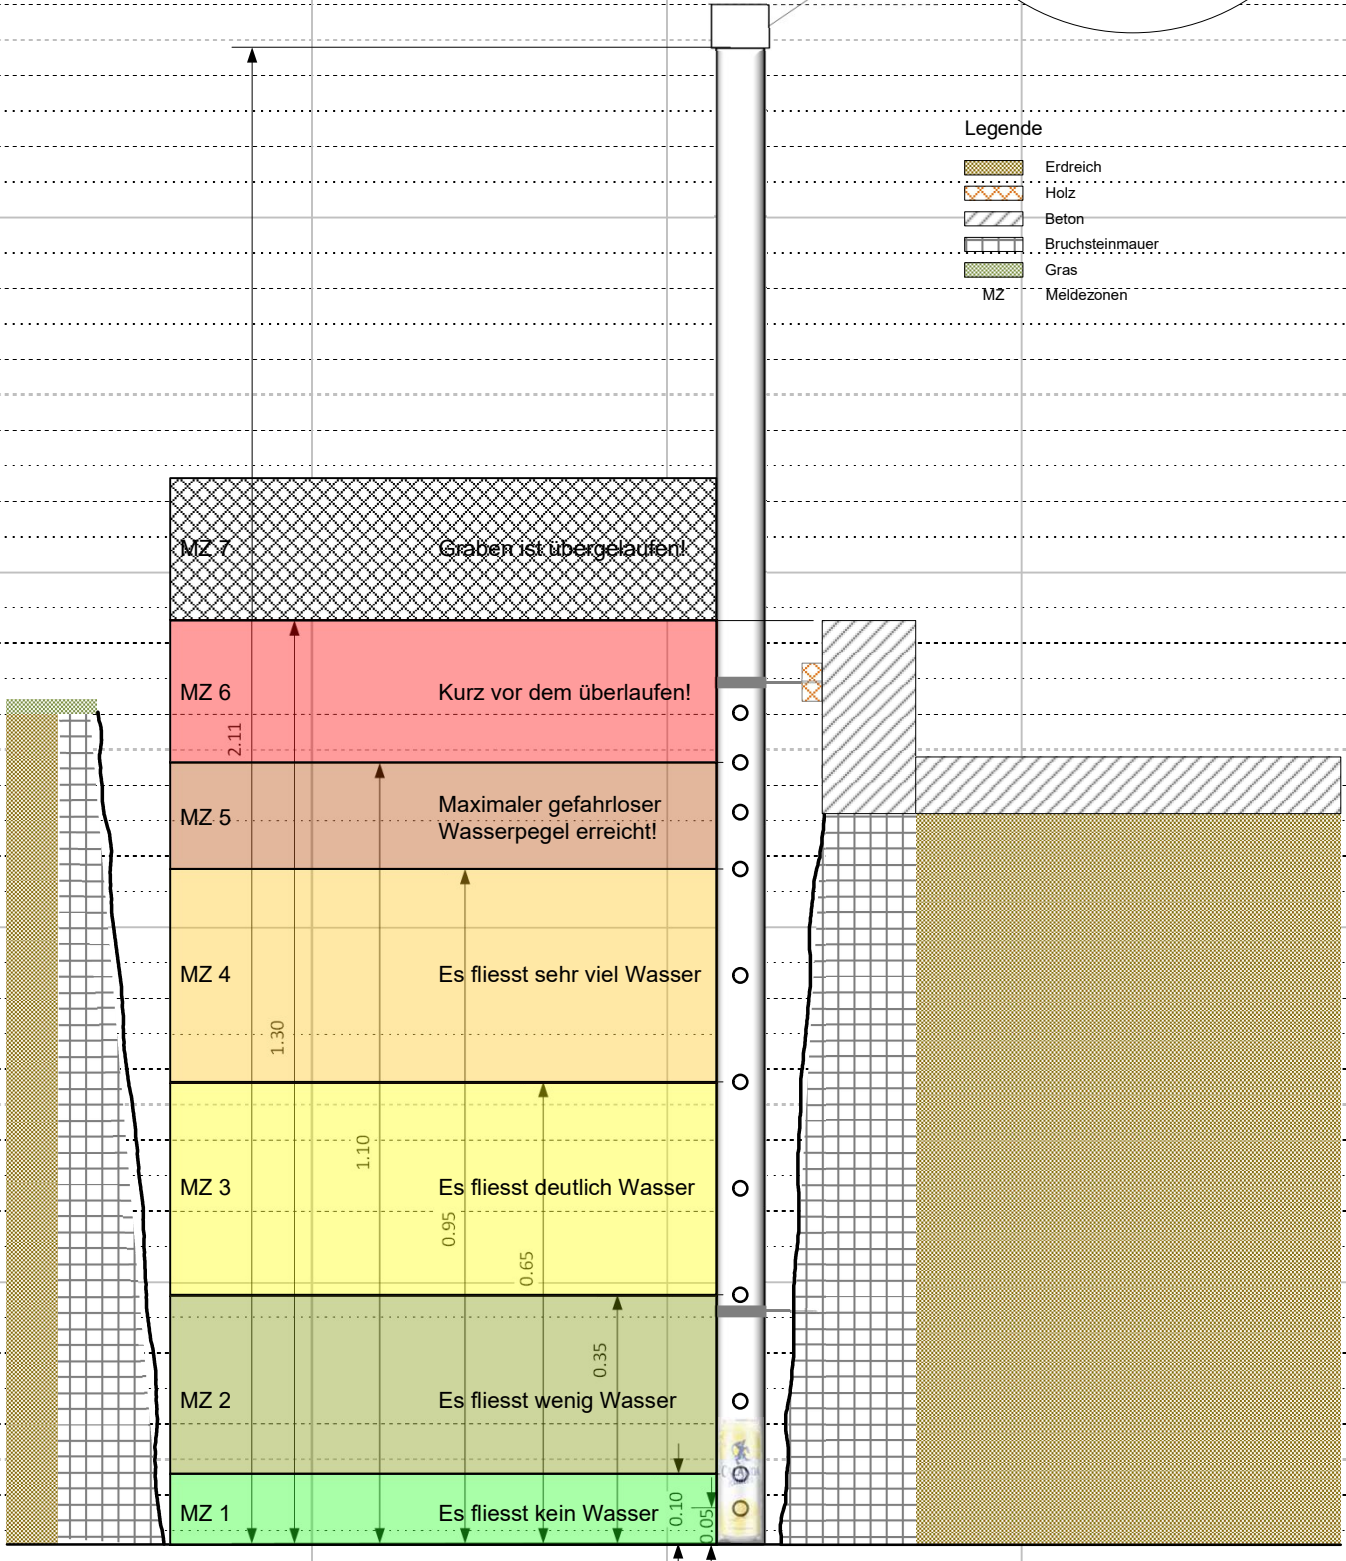 Legende
Erdreich
Holz
Beton
Bruchsteinmauer
Gras
MZ Meldezonen
MZ 7 Graben ist übergelaufen!
MZ 6 Kurz vor dem überlaufen!
2.11
MZ 5 Maximaler gefahrloser
Wasserpegel erreicht!
MZ 4 Es fliesst sehr viel Wasser
1.30
1.10
MZ 3 Es fliesst deutlich Wasser
0.95
0.65
0.35
MZ 2 Es fliesst wenig Wasser
MZ 1 Es fliesst kein Wasser
0.10
0.05